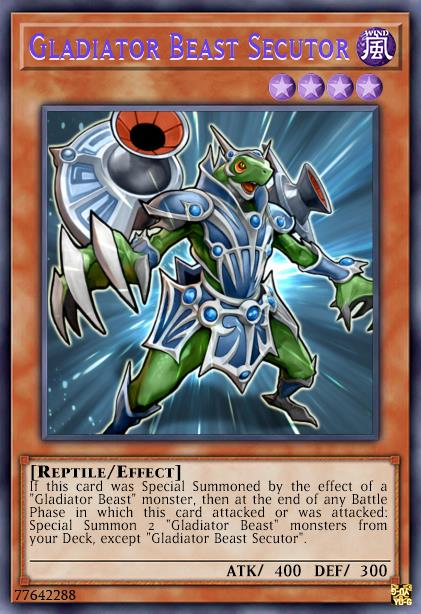 Gladiator Beast Secutor
WIND
風
[Reptile/Effect]
If this card was Special Summoned by the effect of a
"Gladiator Beast" monster, then at the end of any Battle
Phase in which this card attacked or was attacked:
Special Summon 2 "Gladiator Beast" monsters from
your Deck, except "Gladiator Beast Secutor".
ATK/ 400 DEF/ 300
77642288